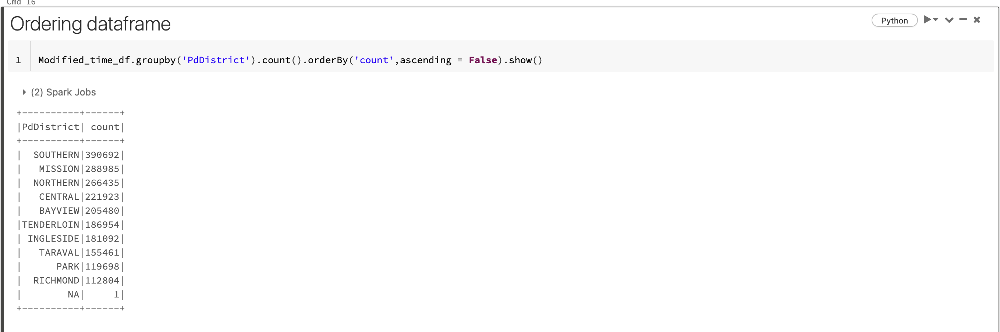 Cmd 16
Ordering dataframe
Python
1 Modified_time_df.groupby('PdDistrict').count().orderBy('count',ascending = False).show()
(2) Spark Jobs
+----------+------+
|PdDistrict| count|
+----------+------+
|  SOUTHERN|390692|
|   MISSION|288985|
|  NORTHERN|266435|
|   CENTRAL|221923|
|   BAYVIEW|205480|
|TENDERLOIN|186954|
| INGLESIDE|181092|
|   TARAVAL|155461|
|      PARK|119698|
|  RICHMOND|112804|
|        NA|     1|
+----------+------+